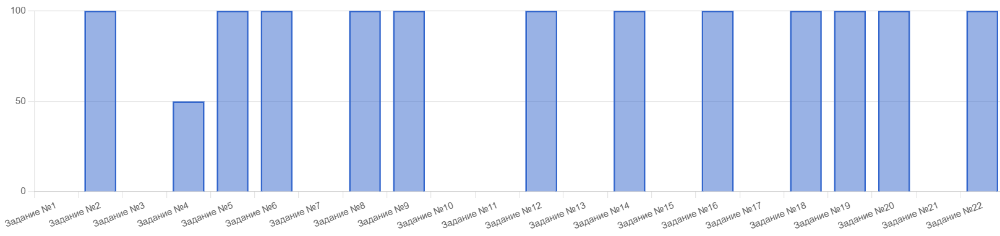 100
50
0
Задание №1
Задание №2
Задание №3
Задание №4
Задание №5
Задание №6
Задание №7
Задание №8
Задание №9
Задание №10
Задание №11
Задание №12
Задание №13
Задание №14
Задание №15
Задание №16
Задание №17
Задание №18
Задание №19
Задание №20
Задание №21
Задание №22